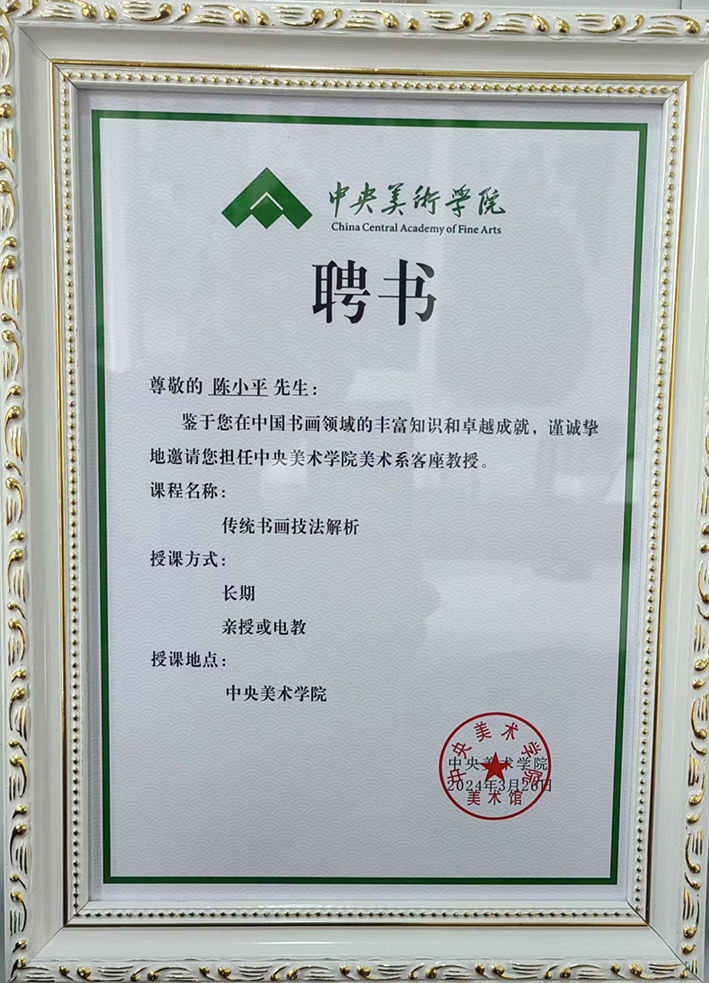 中央美術学院
China Central Academy of Fine Arts
聘书
尊敬的 陈小平 先生：
鉴于您在中国书画领域的丰富知识和卓越成就，谨诚挚
地邀请您担任中央美术学院美术系客座教授。
课程名称：
传统书画技法解析
授课方式：
长期
亲授或电教
授课地点：
中央美术学院
中央美术学院
2024年3月26日
中央美术学院
美术馆